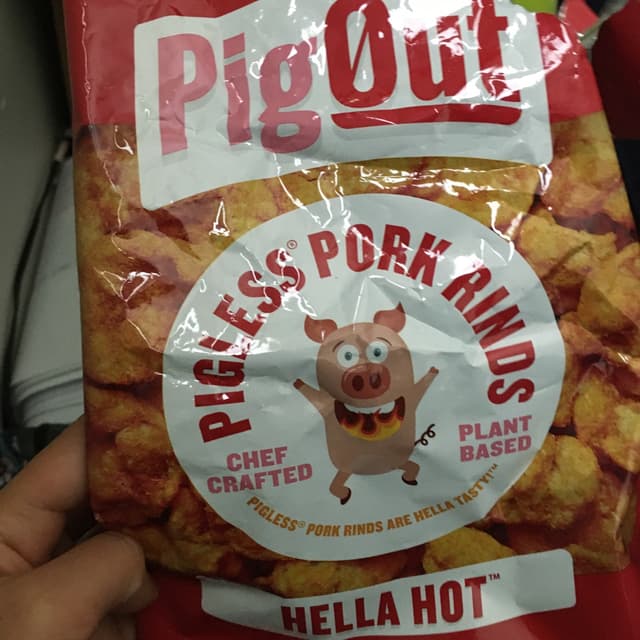 PigOut
PIGLESS® PORK RINDS
CHEF
CRAFTED
PLANT
BASED
PIGLESS® PORK RINDS ARE HELLA TASTY!™
HELLA HOT™